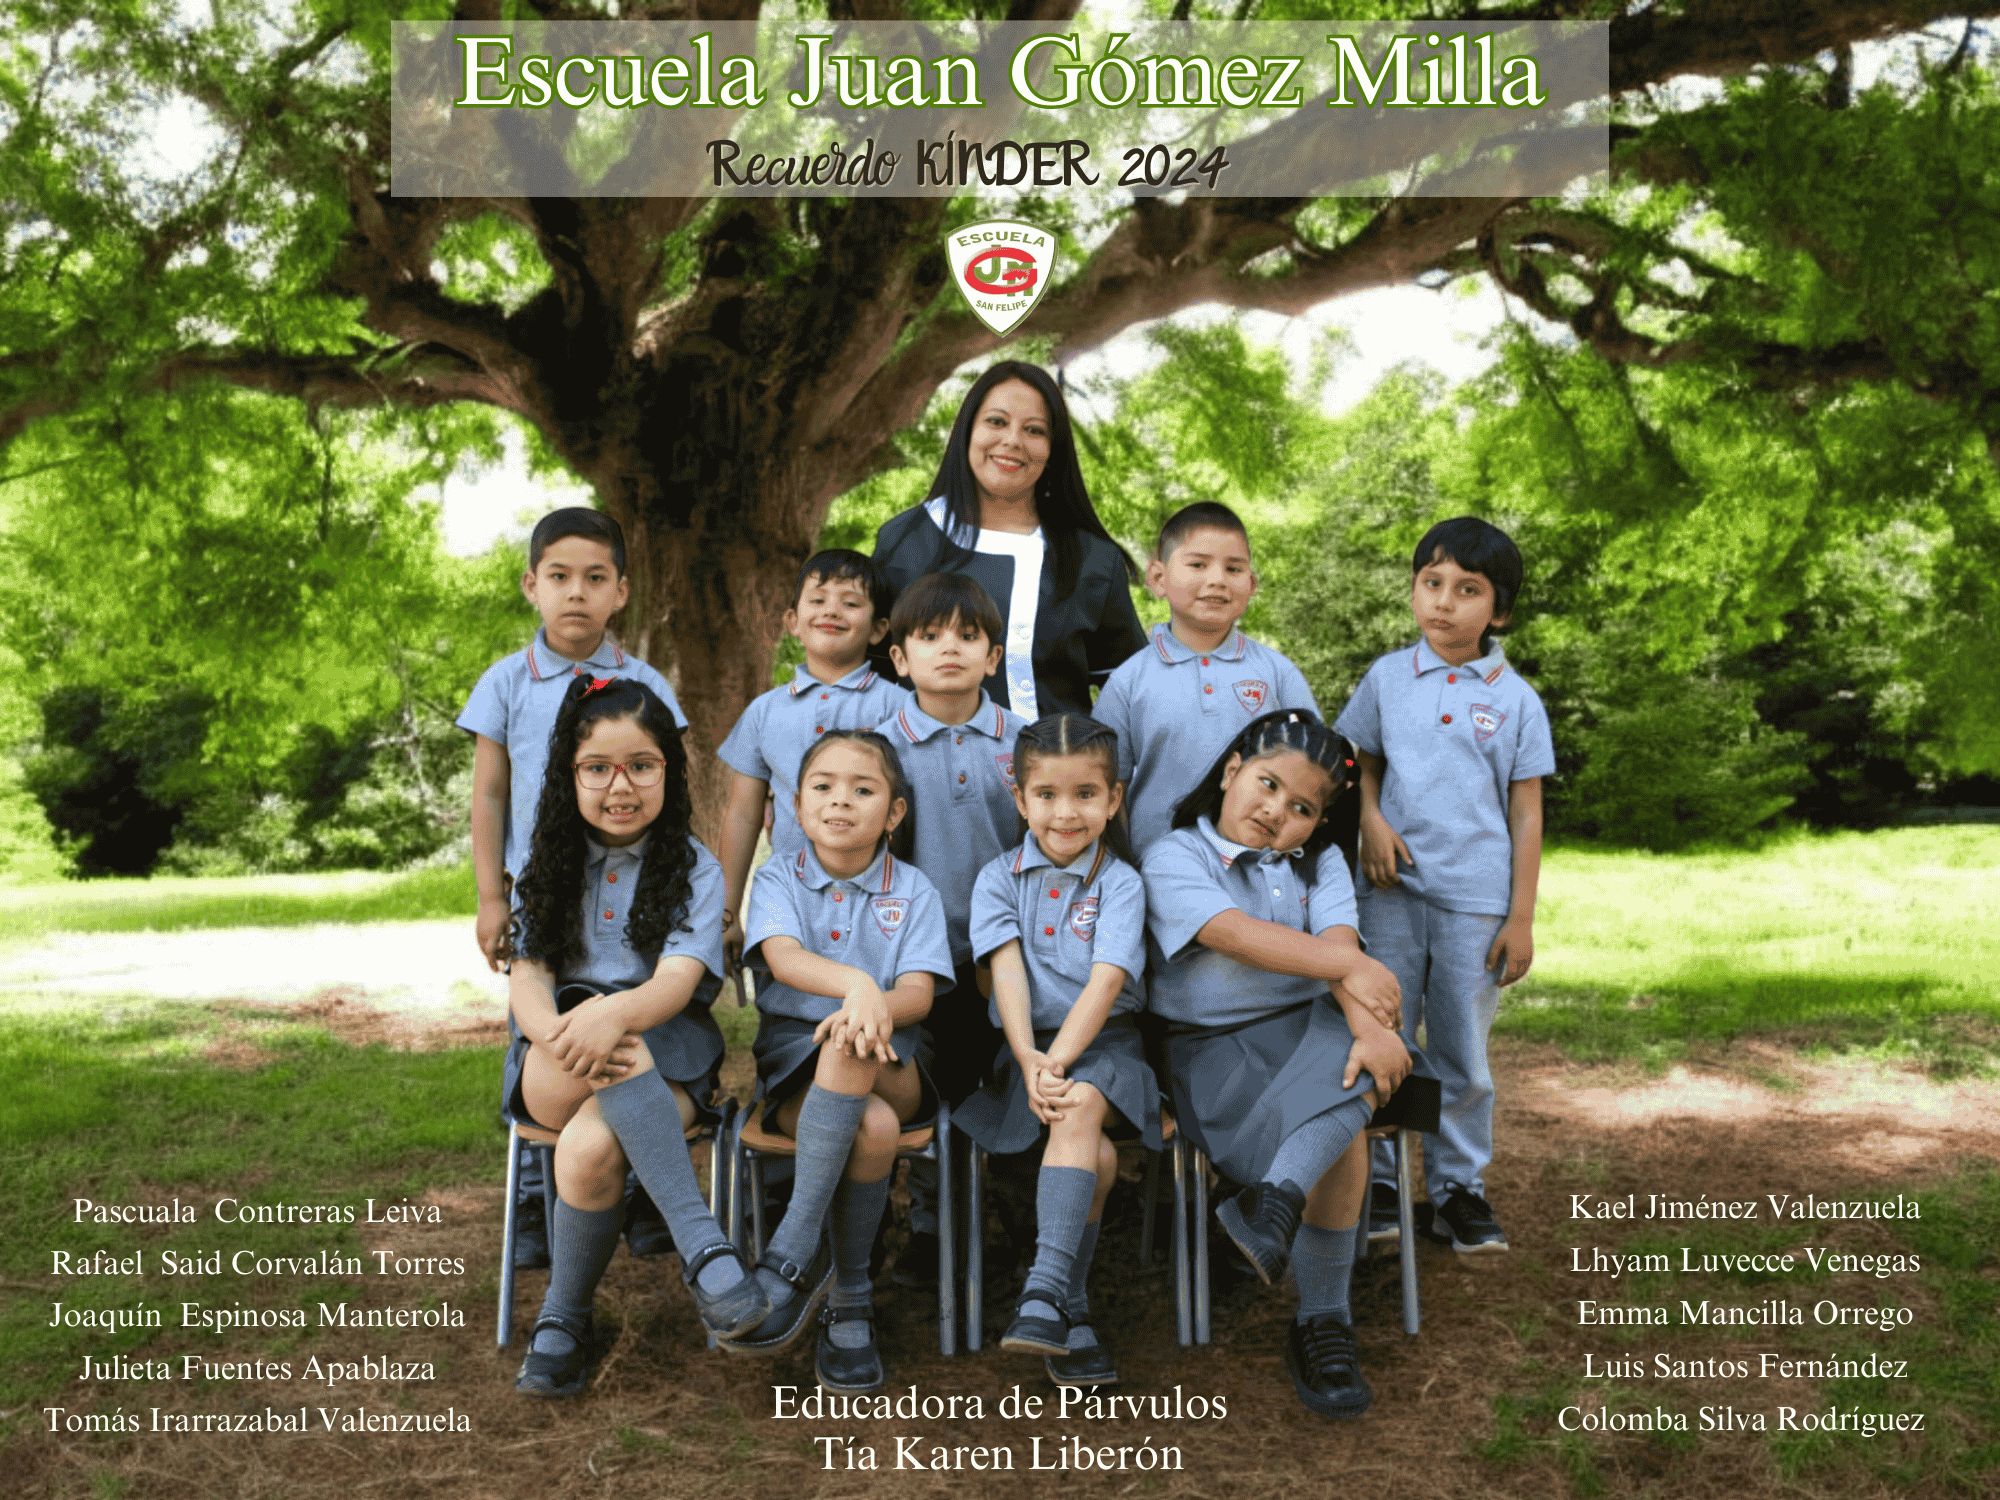 Escuela Juan Gómez Milla
Recuerdo KÍNDER 2024
ESCUELA
JGM
SAN FELIPE
Pascuala Contreras Leiva
Rafael Said Corvalán Torres
Joaquín Espinosa Manterola
Julieta Fuentes Apablaza
Tomás Irarrazabal Valenzuela
Kael Jiménez Valenzuela
Lhyam Luvecce Venegas
Emma Mancilla Orrego
Luis Santos Fernández
Colomba Silva Rodríguez
Educadora de Párvulos
Tía Karen Liberón